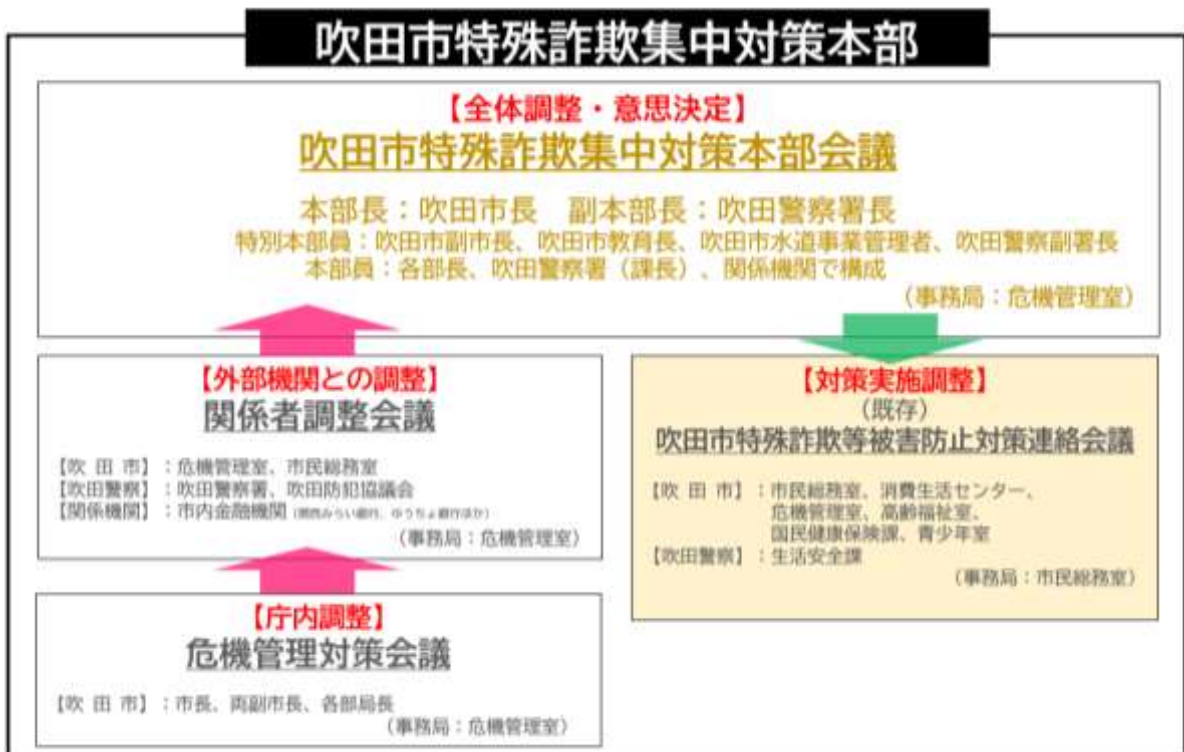 吹田市特殊詐欺集中対策本部
【全体調整・意思決定】
吹田市特殊詐欺集中対策本部会議
本部長：吹田市長　副本部長：吹田警察署長
特別本部員：吹田市副市長、吹田市教育長、吹田市水道事業管理者、吹田警察副署長
本部員：各部長、吹田警察署（課長）、関係機関で構成
（事務局：危機管理室）
【外部機関との調整】
関係者調整会議
【吹 田 市】：危機管理室、市民総務室
【吹田警察】：吹田警察署、吹田防犯協議会
【関係機関】：市内金融機関（関西みらい銀行、ゆうちょ銀行ほか）
（事務局：危機管理室）
【庁内調整】
危機管理対策会議
【吹 田 市】：市長、両副市長、各部局長
（事務局：危機管理室）
【対策実施調整】
（既存）
吹田市特殊詐欺等被害防止対策連絡会議
【吹 田 市】：市民総務室、消費生活センター、
危機管理室、高齢福祉室、
国民健康保険課、青少年室
【吹田警察】：生活安全課
（事務局：市民総務室）